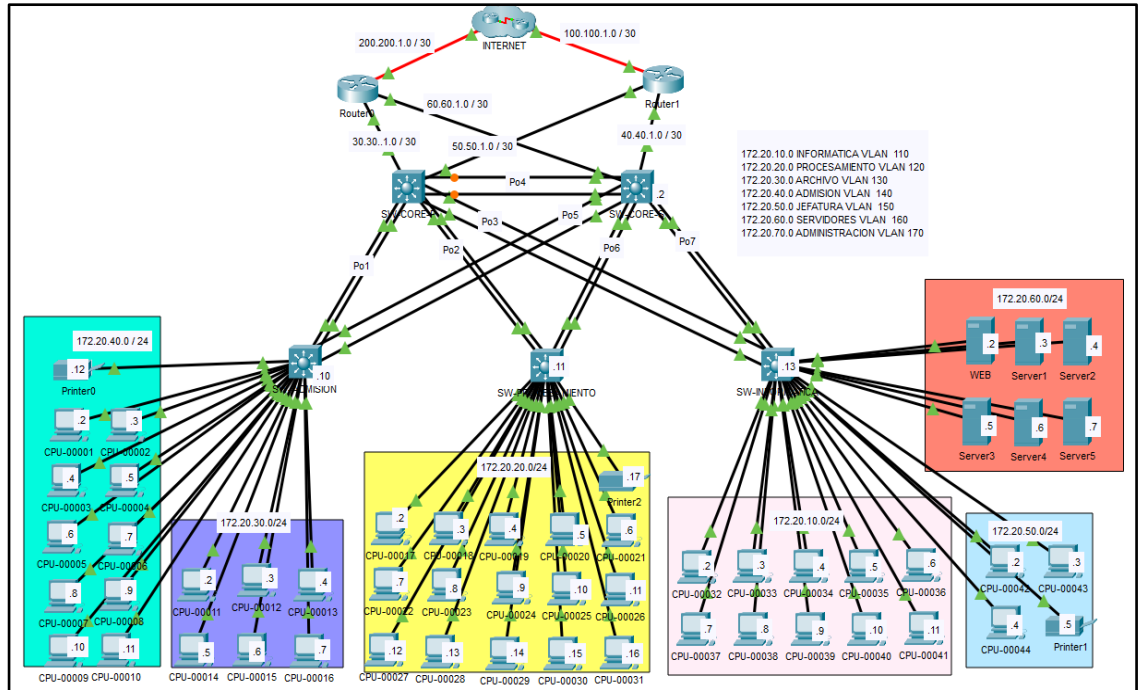 INTERNET
200.200.1.0 / 30
100.100.1.0 / 30
Router0
Router1
60.60.1.0 / 30
30.30..1.0 / 30
50.50.1.0 / 30
40.40.1.0 / 30
172.20.10.0 INFORMATICA VLAN 110
172.20.20.0 PROCESAMIENTO VLAN 120
172.20.30.0 ARCHIVO VLAN 130
172.20.40.0 ADMISION VLAN 140
172.20.50.0 JEFATURA VLAN 150
172.20.60.0 SERVIDORES VLAN 160
172.20.70.0 ADMINISTRACION VLAN 170
Po4
.2
Po3
Po5
Po2
Po6
Po7
Po1
172.20.60.0/24
.2
.3
.4
WEB
Server1
Server2
.5
.6
.7
Server3
Server4
Server5
172.20.40.0 / 24
.12
Printer0
.10
.11
.13
.2
.3
CPU-00001
CPU-00002
.4
.5
CPU-00003
CPU-00004
.6
.7
CPU-00005
CPU-00006
.8
.9
CPU-00007
CPU-00008
.10
.11
CPU-00009
CPU-00010
172.20.30.0/24
.2
.3
.4
CPU-00011
CPU-00012
CPU-00013
.5
.6
.7
CPU-00014
CPU-00015
CPU-00016
172.20.20.0/24
.17
Printer2
.2
.3
.4
.5
.6
CPU-00017
CPU-00018
CPU-00019
CPU-00020
CPU-00021
.7
.8
.9
.10
.11
CPU-00022
CPU-00023
CPU-00024
CPU-00025
CPU-00026
.12
.13
.14
.15
.16
CPU-00027
CPU-00028
CPU-00029
CPU-00030
CPU-00031
172.20.10.0/24
.2
.3
.4
.5
.6
CPU-00032
CPU-00033
CPU-00034
CPU-00035
CPU-00036
.7
.8
.9
.10
.11
CPU-00037
CPU-00038
CPU-00039
CPU-00040
CPU-00041
172.20.50.0/24
.2
.3
CPU-00042
CPU-00043
.4
.5
CPU-00044
Printer1